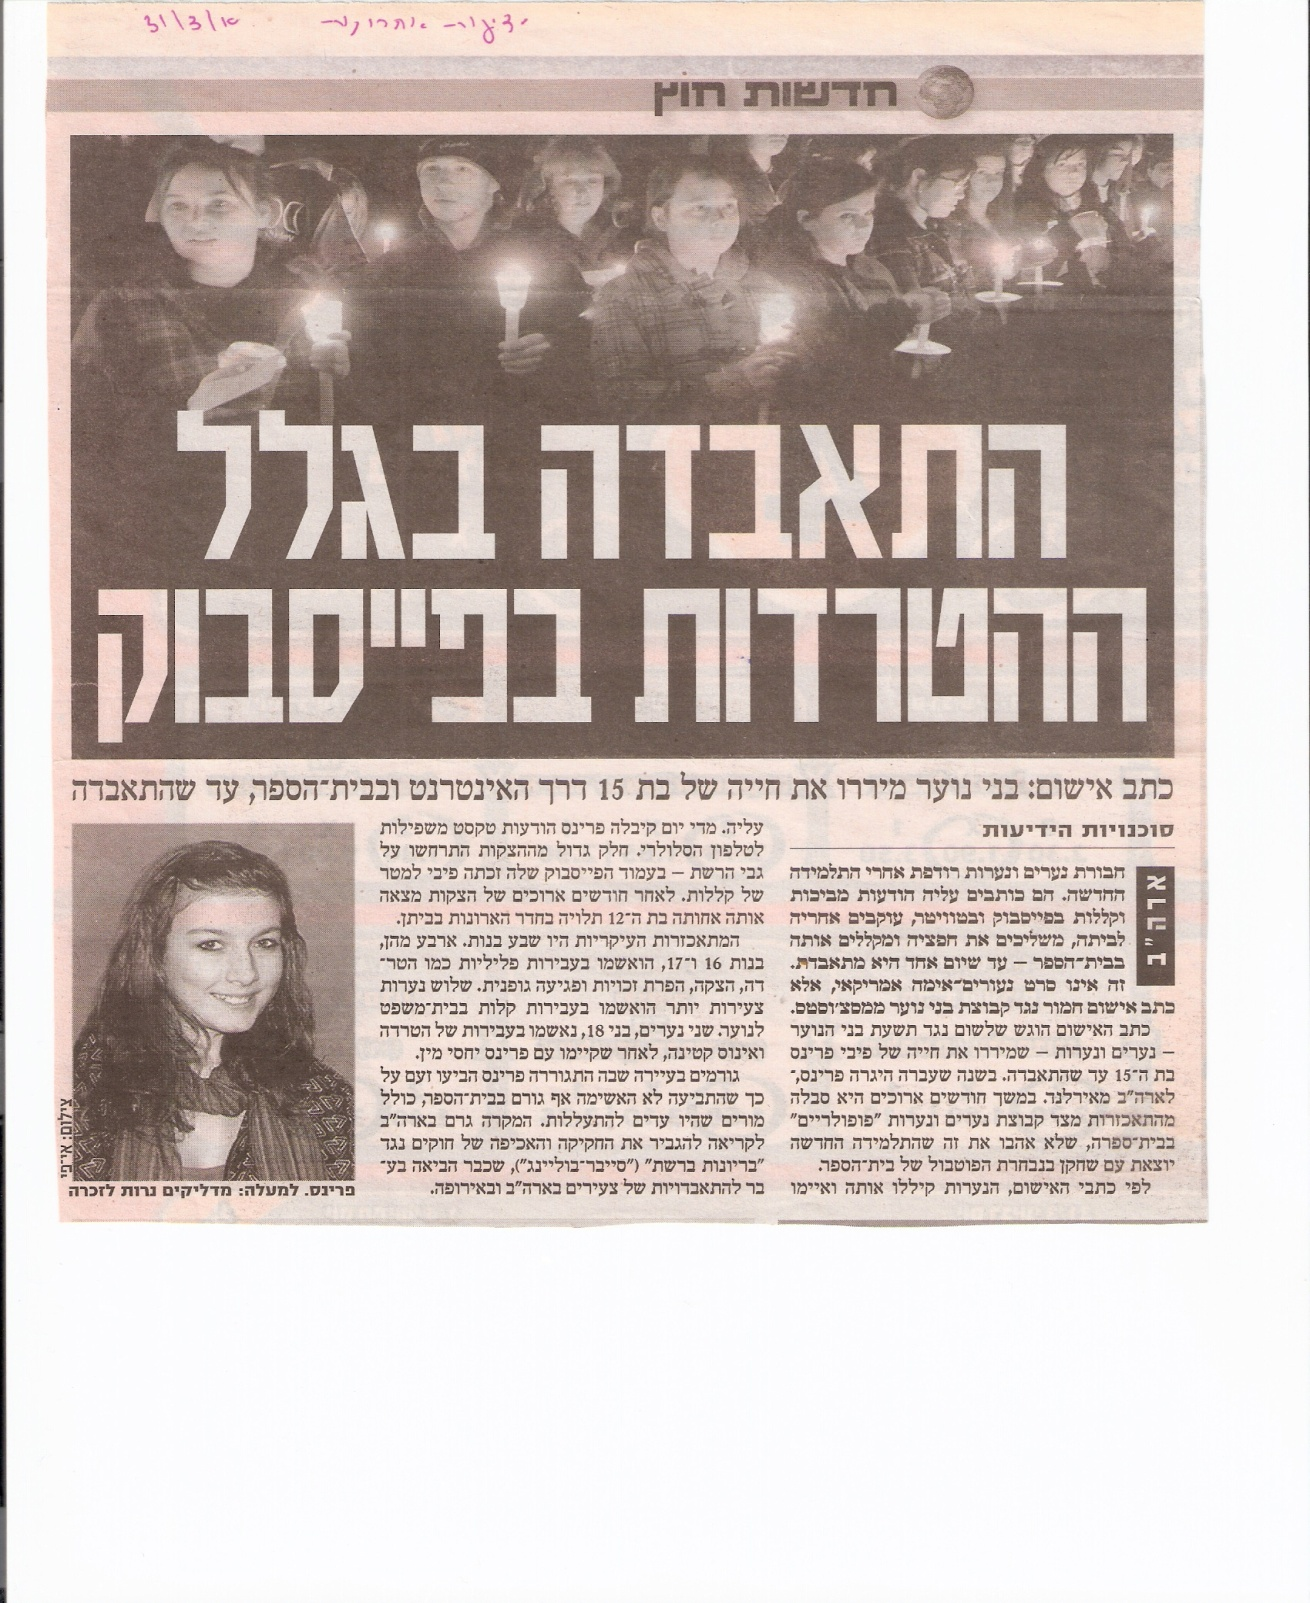 ידיעות אחרונות 31/3/10
חדשות חוץ
התאבדה בגלל
ההטרדות בפייסבוק
כתב אישום: בני נוער מיררו את חייה של בת 15 דרך האינטרנט ובבית־הספר, עד שהתאבדה
סוכנויות הידיעות
ארה"ב
חבורת נערים ונערות רודפת אחרי התלמידה
החדשה. הם כותבים עליה הודעות מביכות
וקללות בפייסבוק ובטוויטר, עוקבים אחריה
לביתה, משליכים את חפציה ומקללים אותה
בבית־הספר – עד שיום אחד היא מתאבדת.
זה אינו סרט נעורים־אימה אמריקאי, אלא
כתב אישום חמור נגד קבוצת בני נוער ממסצ'וסטס.
כתב האישום הוגש שלשום נגד תשעת בני הנוער
– נערים ונערות – שמיררו את חייה של פיבי פרינס
בת ה־15 עד שהתאבדה. בשנה שעברה היגרה פרינס,
לארה"ב מאירלנד. במשך חודשים ארוכים היא סבלה
מהתאכזרות מצד קבוצת נערים ונערות "פופולריים"
בבית־ספרה, שלא אהבו את זה שהתלמידה החדשה
יוצאת עם שחקן בנבחרת הפוטבול של בית־הספר.
לפי כתבי האישום, הנערות קיללו אותה ואיימו
עליה. מדי יום קיבלה פרינס הודעות טקסט משפילות
לטלפון הסלולרי. חלק גדול מההצקות התרחשו על
גבי הרשת – בעמוד הפייסבוק שלה זכתה פיבי למטר
של קללות. לאחר חודשים ארוכים של הצקות מצאה
אותה אחותה בת ה־12 תלויה בחדר הארונות בביתן.
המתאכזרות העיקריות היו שבע בנות. ארבע מהן,
בנות 16 ו־17, הואשמו בעבירות פליליות כמו הטר־
דה, הצקה, הפרת זכויות ופגיעה גופנית. שלוש נערות
צעירות יותר הואשמו בעבירות קלות בבית־משפט
לנוער. שני נערים, בני 18, נאשמו בעבירות של הטרדה
ואינוס קטינה, לאחר שקיימו עם פרינס יחסי מין.
גורמים בעיירה שבה התגוררה פרינס הביעו זעם על
כך שהתביעה לא האשימה אף גורם בבית־הספר, כולל
מורים שהיו עדים להתעללות. המקרה גרם בארה"ב
לקריאה להגביר את החקיקה והאכיפה של חוקים נגד
"בריונות ברשת" ("סייבר־בוליינג"), שכבר הביאה בע־
בר להתאבדויות של צעירים בארה"ב ובאירופה.
צילום: אי־פי
פרינס. למעלה: מדליקים נרות לזכרה